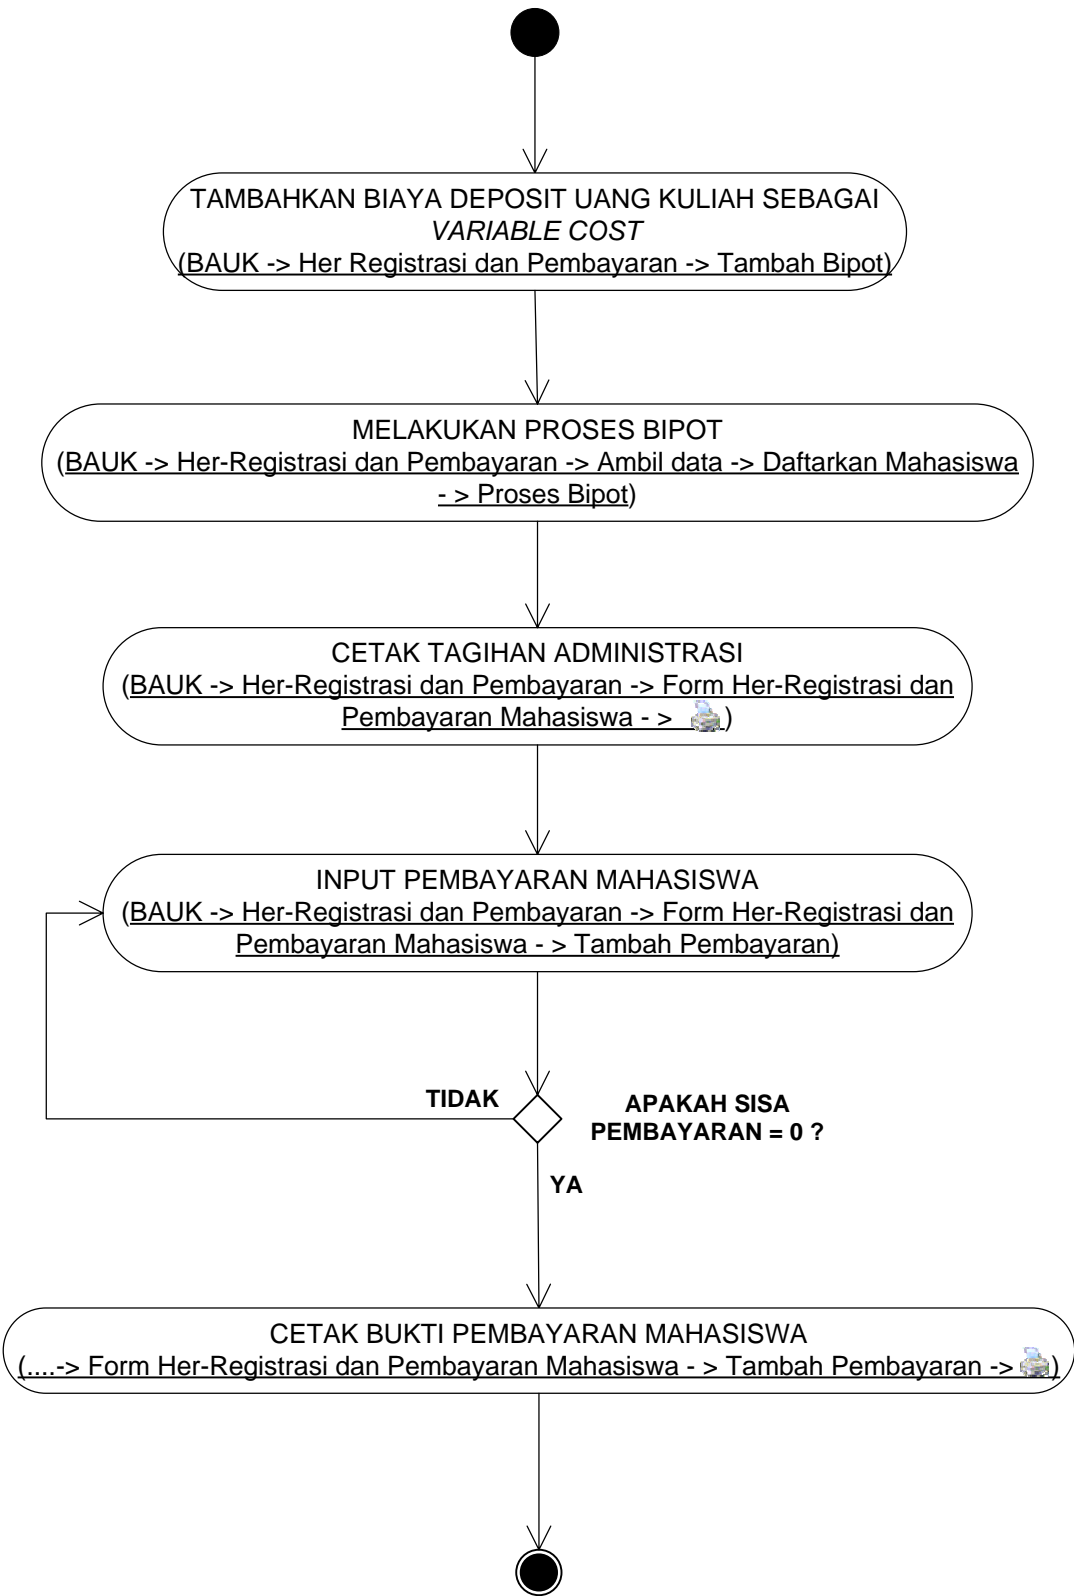 TAMBAHKAN BIAYA DEPOSIT UANG KULIAH SEBAGAI
VARIABLE COST
(BAUK -> Her Registrasi dan Pembayaran -> Tambah Bipot)
MELAKUKAN PROSES BIPOT
(BAUK -> Her-Registrasi dan Pembayaran -> Ambil data -> Daftarkan Mahasiswa
- > Proses Bipot)
CETAK TAGIHAN ADMINISTRASI
(BAUK -> Her-Registrasi dan Pembayaran -> Form Her-Registrasi dan
Pembayaran Mahasiswa - > )
INPUT PEMBAYARAN MAHASISWA
(BAUK -> Her-Registrasi dan Pembayaran -> Form Her-Registrasi dan
Pembayaran Mahasiswa - > Tambah Pembayaran)
TIDAK
APAKAH SISA
PEMBAYARAN = 0 ?
YA
CETAK BUKTI PEMBAYARAN MAHASISWA
(....-> Form Her-Registrasi dan Pembayaran Mahasiswa - > Tambah Pembayaran -> )